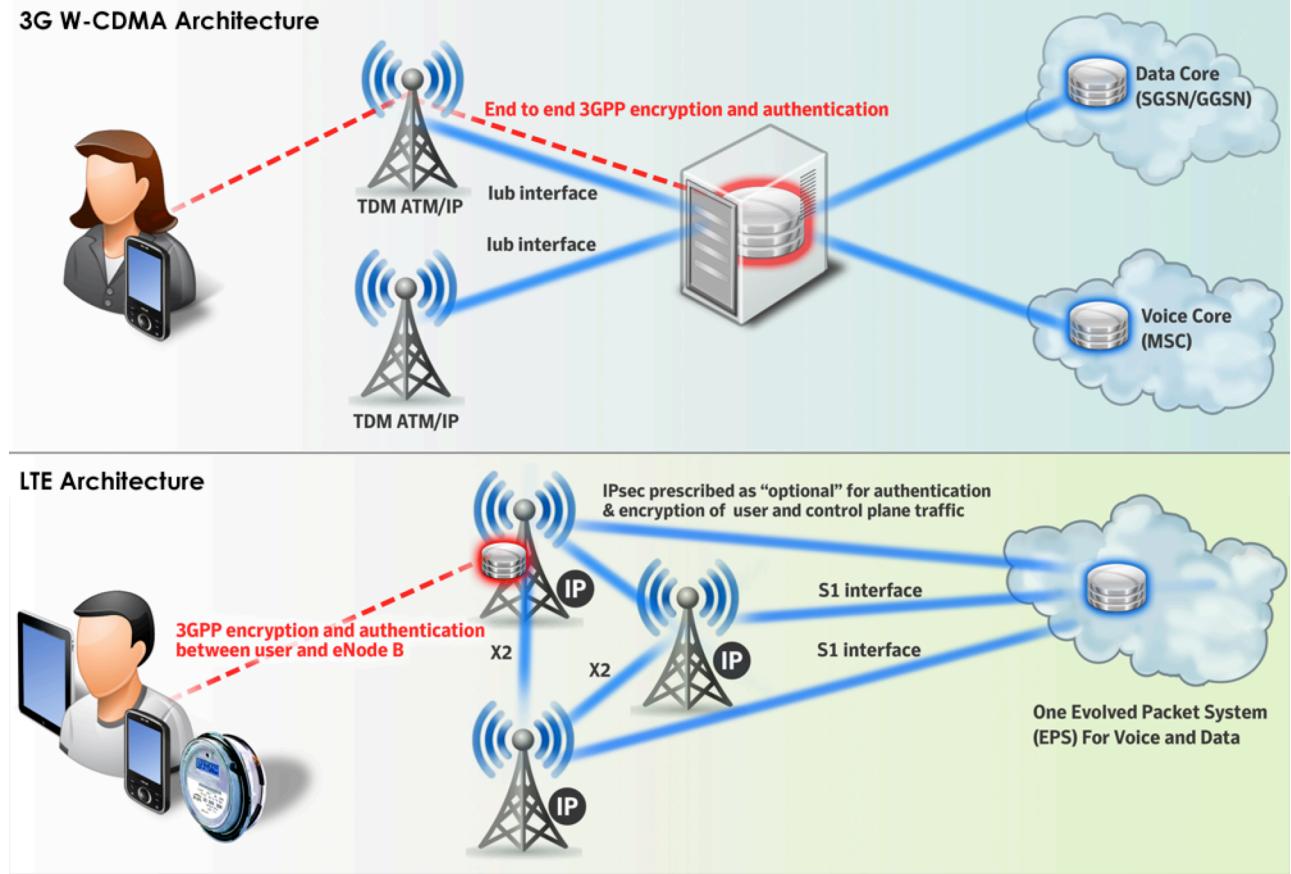 3G W-CDMA Architecture
Data Core
(SGSN/GGSN)
End to end 3GPP encryption and authentication
Iub interface
TDM ATM/IP
Iub interface
Voice Core
(MSC)
TDM ATM/IP
LTE Architecture
IPsec prescribed as “optional” for authentication
& encryption of user and control plane traffic
IP
S1 interface
3GPP encryption and authentication
between user and eNode B
X2
X2
IP
S1 interface
One Evolved Packet System
(EPS) For Voice and Data
IP